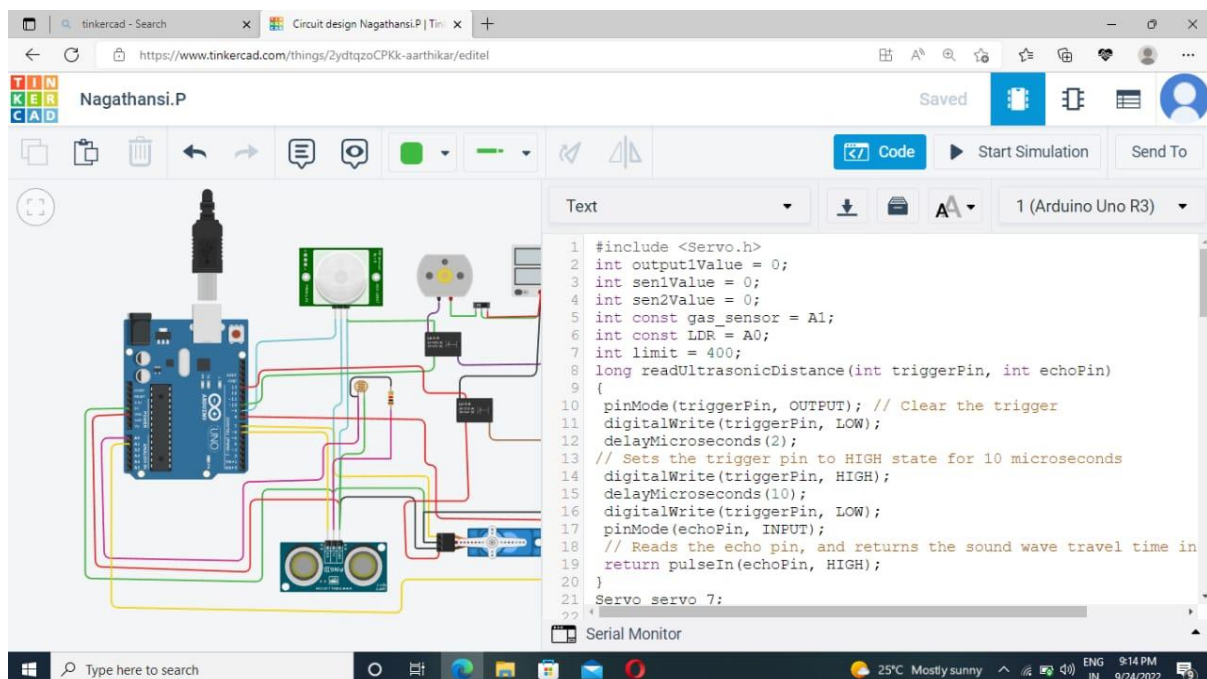 tinkercad - Search
Circuit design Nagathansi.P | Tin
https://www.tinkercad.com/things/2ydtqzoCPKk-aarthikar/editel
TIN
KER
CAD
Nagathansi.P
Saved
Code
Start Simulation
Send To
Text
1 (Arduino Uno R3)
1 #include <Servo.h>
2 int output1Value = 0;
3 int sen1Value = 0;
4 int sen2Value = 0;
5 int const gas_sensor = A1;
6 int const LDR = A0;
7 int limit = 400;
8 long readUltrasonicDistance(int triggerPin, int echoPin)
9 {
10 pinMode(triggerPin, OUTPUT); // Clear the trigger
11 digitalWrite(triggerPin, LOW);
12 delayMicroseconds(2);
13 // Sets the trigger pin to HIGH state for 10 microseconds
14 digitalWrite(triggerPin, HIGH);
15 delayMicroseconds(10);
16 digitalWrite(triggerPin, LOW);
17 pinMode(echoPin, INPUT);
18 // Reads the echo pin, and returns the sound wave travel time in
19 return pulseIn(echoPin, HIGH);
20 }
21 Servo servo_7;
22
ARDUINO
UNO
Serial Monitor
Type here to search
25°C Mostly sunny
ENG
IN
9:14 PM
9/24/2022